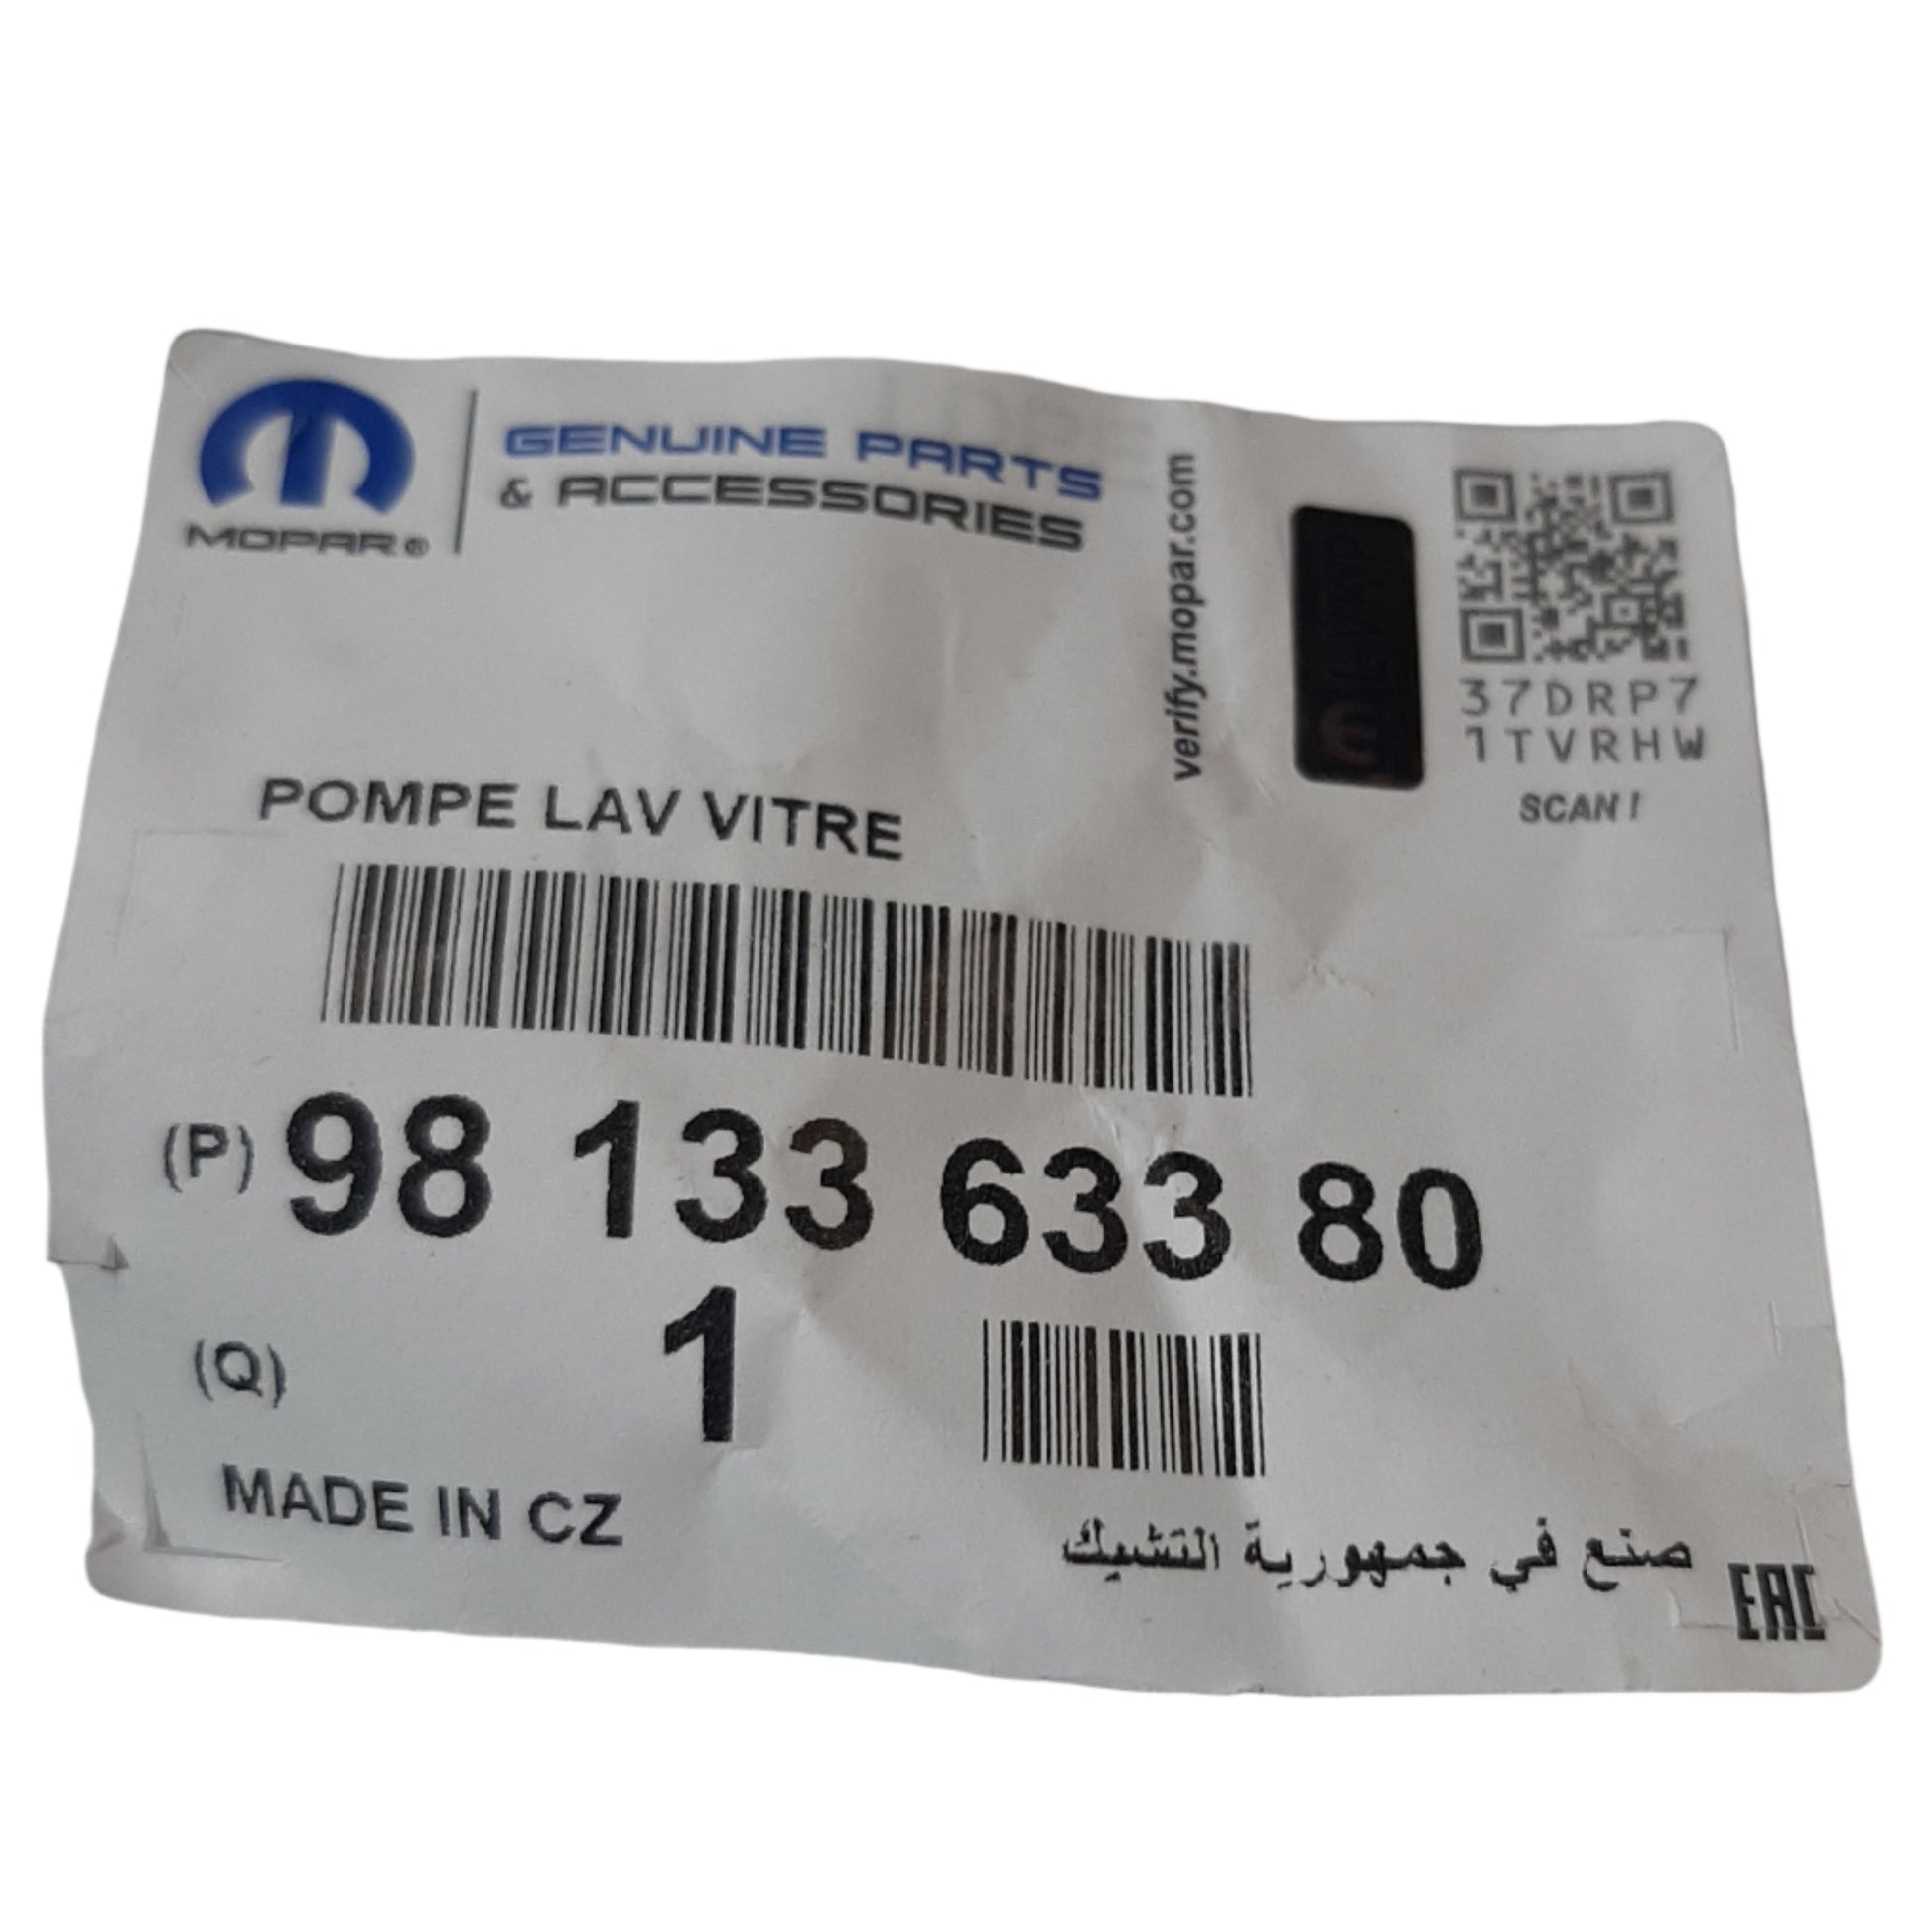 MOPAR®
GENUINE PARTS
& ACCESSORIES
verify.mopar.com
37DRP7
1TVRHW
SCAN!
POMPE LAV VITRE
(P) 98 133 633 80
(Q) 1
MADE IN CZ
صنع في جمهورية التشيك
EAC